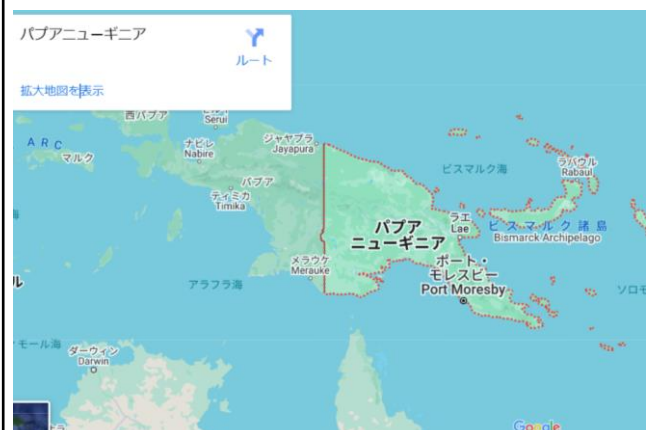 パプアニューギニア
ルート
拡大地図を表示
西パプア
Serui
ARC
マルク
ナビレ
Nabire
ジャヤプラ
Jayapura
ビスマルク海
ラバウル
Rabaul
パプア
ティミカ
Timika
パプア
ニューギニア
ラエ
Lae
ビスマルク諸島
Bismarck Archipelago
メラウケ
Merauke
ポート・
モレスビー
Port Moresby
アラフラ海
ソロモ
モール海
ダーウィン
Darwin
Google